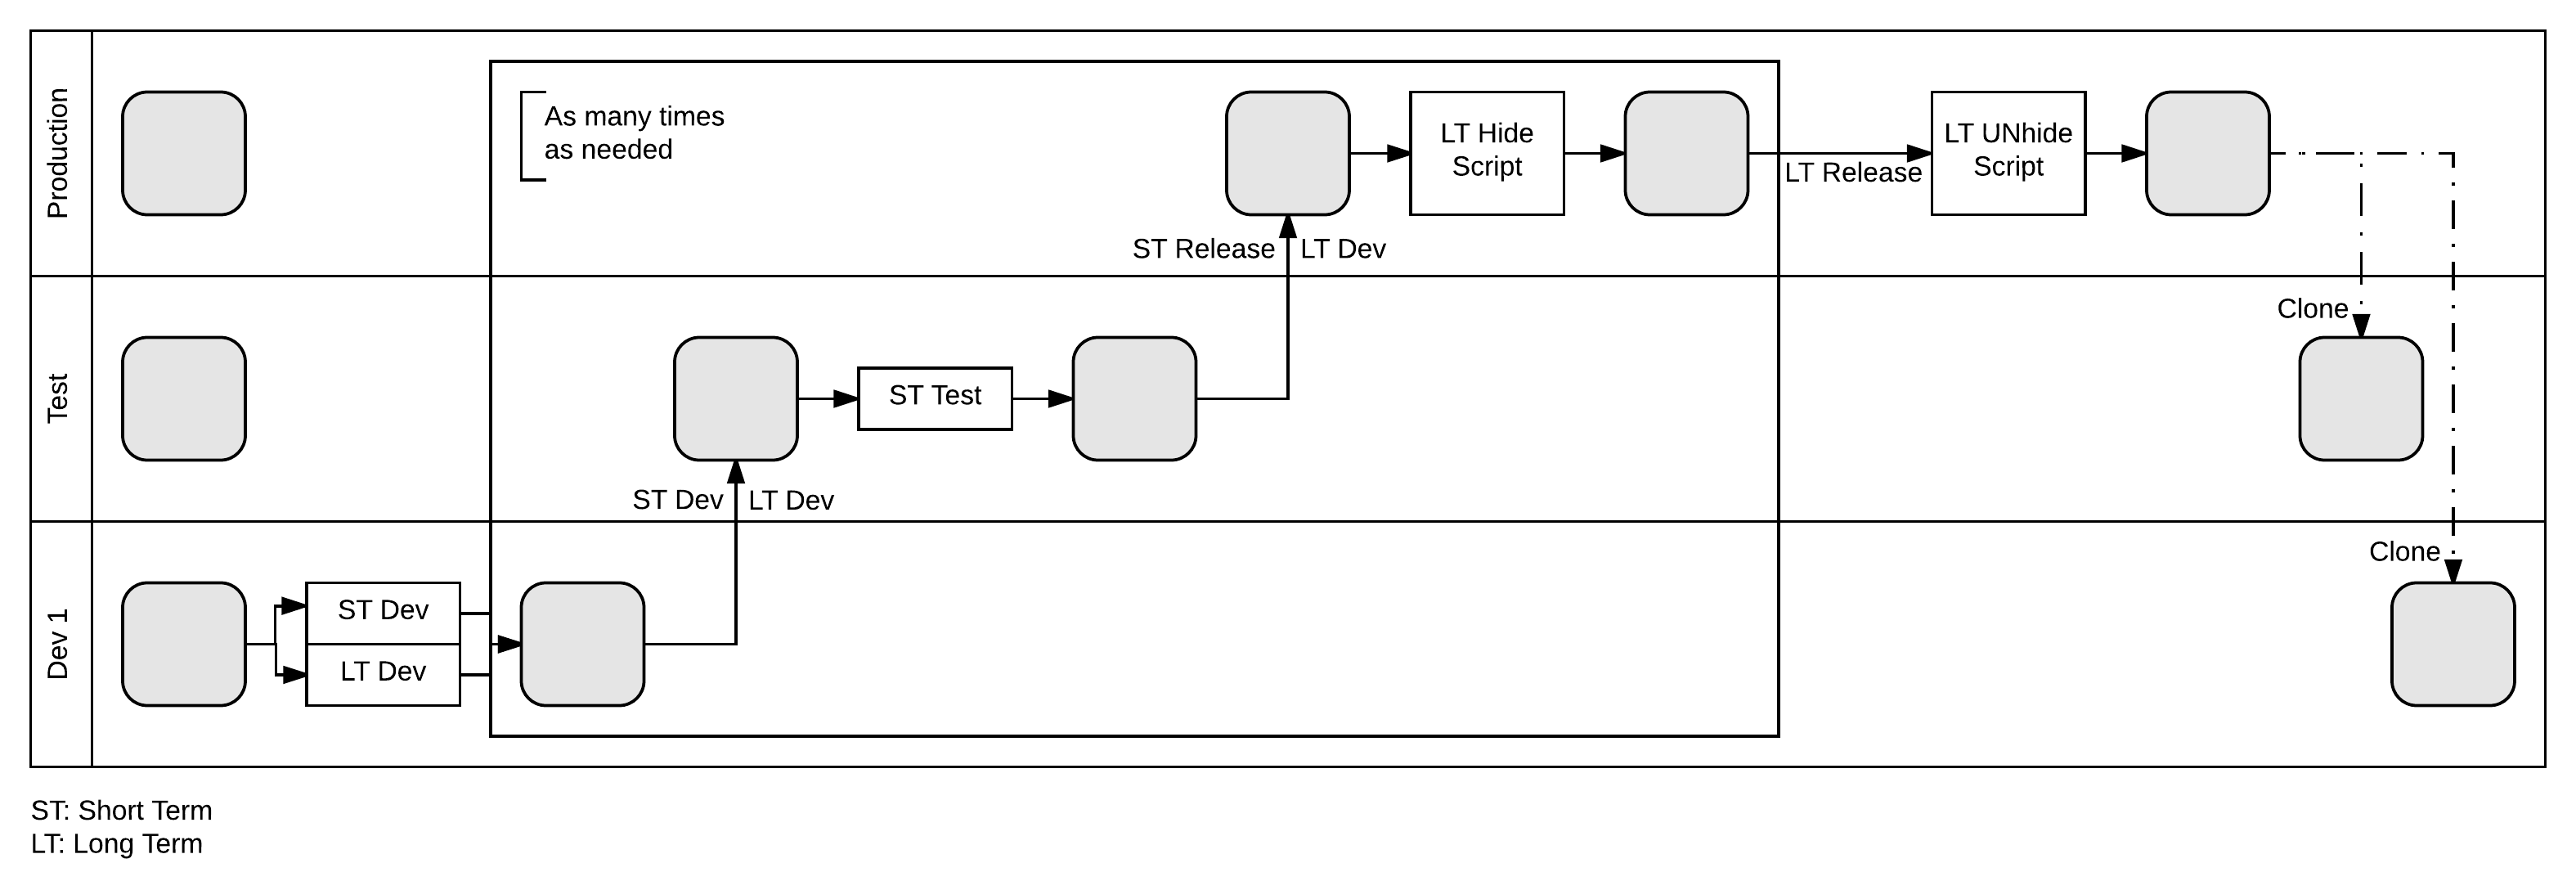 Production
As many times
as needed
LT Hide
Script
LT Release
LT UNhide
Script
ST Release
LT Dev
Test
Clone
ST Test
ST Dev
LT Dev
Dev 1
Clone
ST Dev
LT Dev
ST: Short Term
LT: Long Term